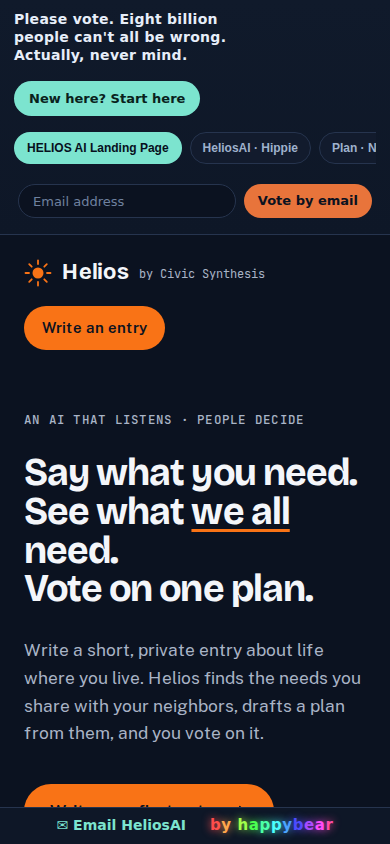 Please vote. Eight billion
people can't all be wrong.
Actually, never mind.
New here? Start here
HELIOS AI Landing Page
HeliosAI · Hippie
Plan · N
Email address
Vote by email
Helios by Civic Synthesis
Write an entry
AN AI THAT LISTENS · PEOPLE DECIDE
Say what you need.
See what we all
need.
Vote on one plan.
Write a short, private entry about life
where you live. Helios finds the needs you
share with your neighbors, drafts a plan
from them, and you vote on it.
✉ Email HeliosAI
by happybear